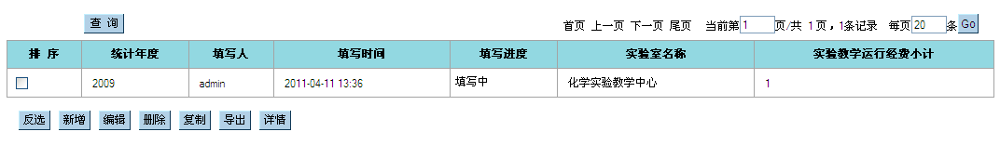 查 询 首页 上一页 下一页 尾页 当前第 1 页/共 1 页，1条记录 每页 20 条 Go
排 序 统计年度 填写人 填写时间 填写进度 实验室名称 实验教学运行经费小计
2009 admin 2011-04-11 13:36 填写中 化学实验教学中心 1
反选 新增 编辑 删除 复制 导出 详情